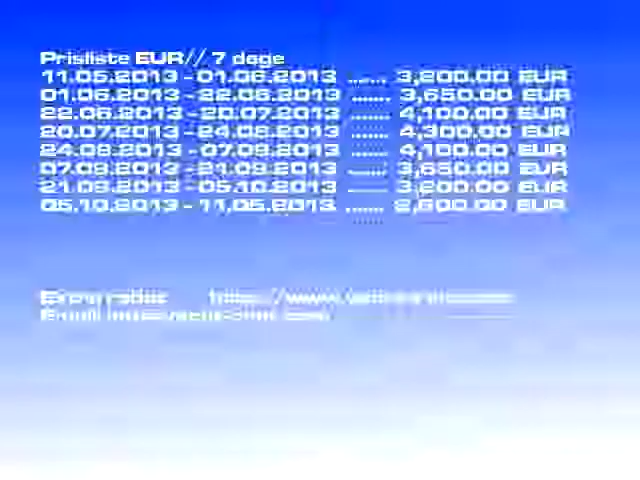 Prisliste EUR// 7 dage
11.05.2013 - 01.06.2013 ...... 3,200.00 EUR
01.06.2013 - 22.06.2013 ....... 3,650.00 EUR
22.06.2013 - 20.07.2013 ...... 4,100.00 EUR
20.07.2013 - 24.08.2013 ...... 4,300.00 EUR
24.08.2013 - 07.09.2013 ...... 4,100.00 EUR
07.09.2013 - 21.09.2013 ...... 3,650.00 EUR
21.09.2013 - 05.10.2013 ...... 3,200.00 EUR
05.10.2013 - 11.05.2013 ....... 2,600.00 EUR